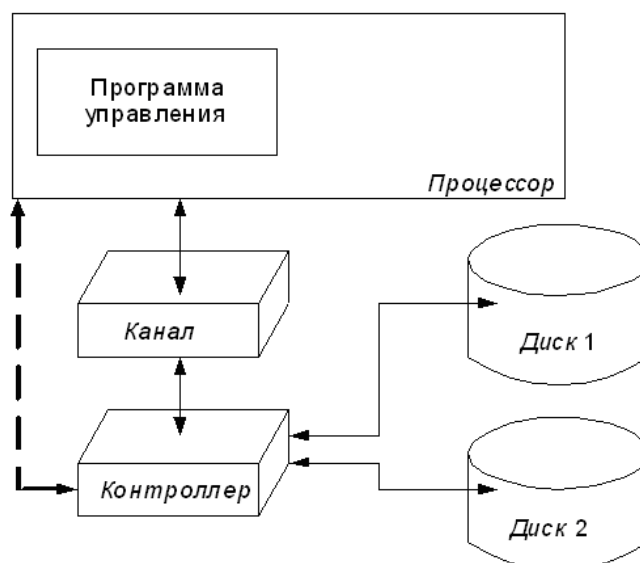 Программа
управления
Процессор
Канал
Диск 1
Контроллер
Диск 2